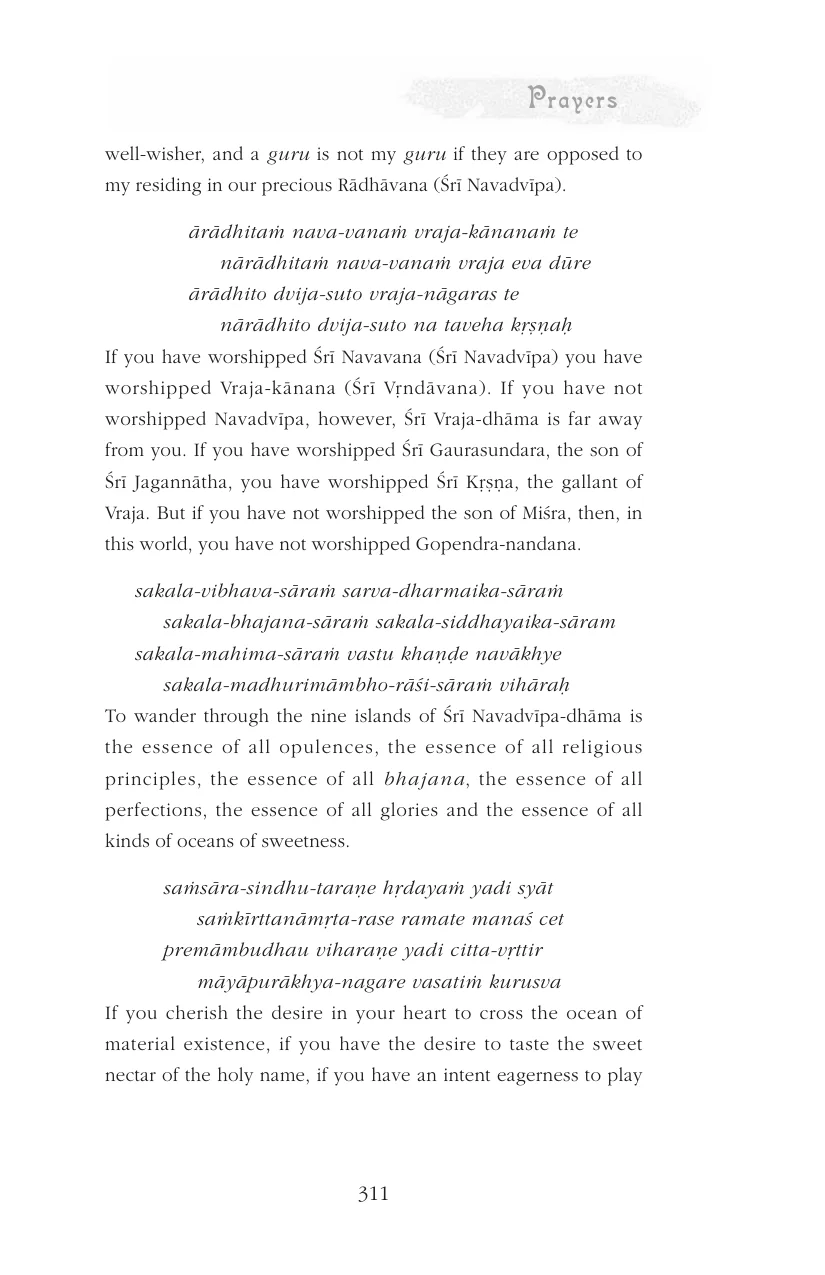 Prayers
well-wisher, and a guru is not my guru if they are opposed to
my residing in our precious Rādhāvana (Śrī Navadvīpa).
ārādhitaṁ nava-vanaṁ vraja-kānanaṁ te
nārādhitaṁ nava-vanaṁ vraja eva dūre
ārādhito dvija-suto vraja-nāgaras te
nārādhito dvija-suto na taveha kṛṣṇaḥ
If you have worshipped Śrī Navavana (Śrī Navadvīpa) you have
worshipped Vraja-kānana (Śrī Vṛndāvana). If you have not
worshipped Navadvīpa, however, Śrī Vraja-dhāma is far away
from you. If you have worshipped Śrī Gaurasundara, the son of
Śrī Jagannātha, you have worshipped Śrī Kṛṣṇa, the gallant of
Vraja. But if you have not worshipped the son of Miśra, then, in
this world, you have not worshipped Gopendra-nandana.
sakala-vibhava-sāraṁ sarva-dharmaika-sāraṁ
sakala-bhajana-sāraṁ sakala-siddhayaika-sāram
sakala-mahima-sāraṁ vastu khaṇḍe navākhye
sakala-madhurimāmbho-rāśi-sāraṁ vihāraḥ
To wander through the nine islands of Śrī Navadvīpa-dhāma is
the essence of all opulences, the essence of all religious
principles, the essence of all bhajana, the essence of all
perfections, the essence of all glories and the essence of all
kinds of oceans of sweetness.
saṁsāra-sindhu-taraṇe hṛdayaṁ yadi syāt
saṁkīrttanāmṛta-rase ramate manaś cet
premāmbudhau viharaṇe yadi citta-vṛttir
māyāpurākhya-nagare vasatiṁ kurusva
If you cherish the desire in your heart to cross the ocean of
material existence, if you have the desire to taste the sweet
nectar of the holy name, if you have an intent eagerness to play
311